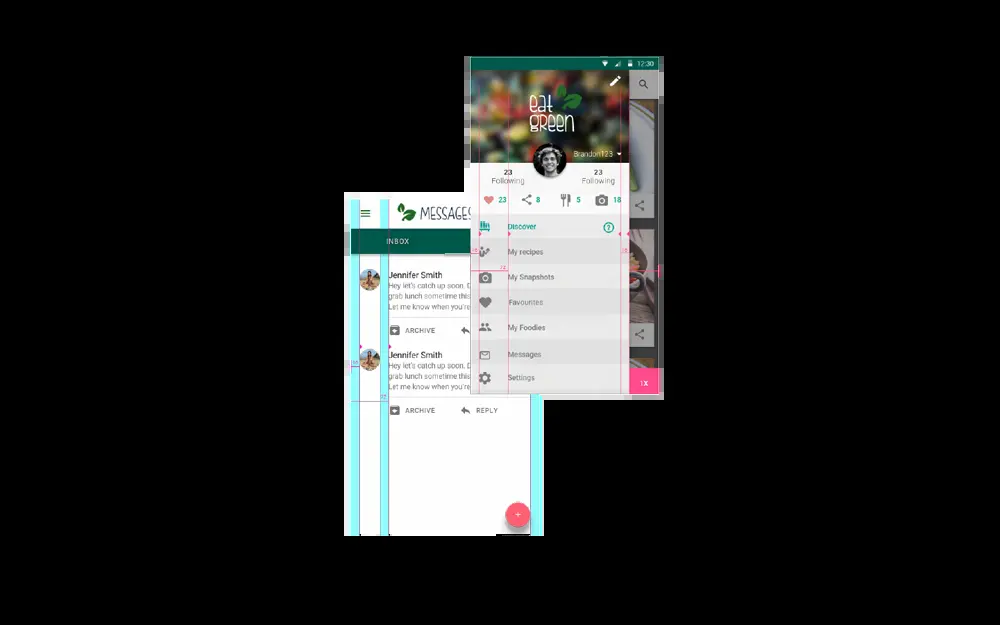 12:30
eat
green
Brandon123
23
Following
23
Following
23
8
5
18
Discover
My recipes
My Snapshots
Favourites
My Foodies
Messages
Settings
1X
MESSAGES
INBOX
Jennifer Smith
Hey let's catch up soon. D
grab lunch sometime this
Let me know when you're
ARCHIVE
Jennifer Smith
Hey let's catch up soon. D
grab lunch sometime this
Let me know when you're
ARCHIVE
REPLY